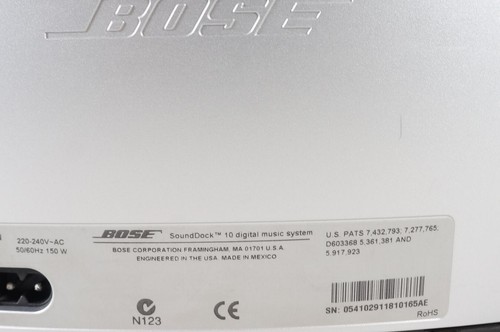 BOSE
220-240V~AC
50/60Hz 150 W
BOSE SoundDock™ 10 digital music system
BOSE CORPORATION FRAMINGHAM, MA 01701 U.S.A.
ENGINEERED IN THE USA. MADE IN MEXICO
U.S. PATS 7,432,793; 7,277,765,
D603368 5,361,381 AND
5,917,923
N123
CE
SN: 054102911810165AE
RoHS